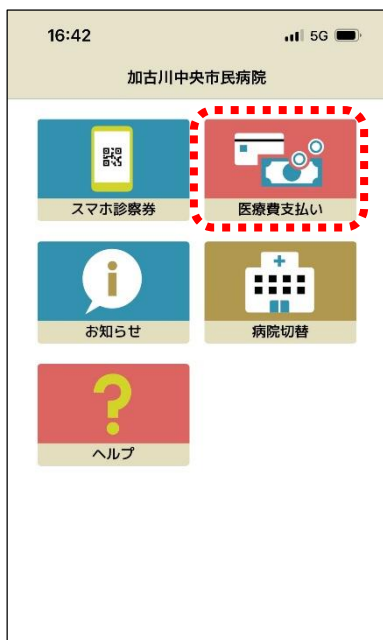 16:42
5G
加古川中央市民病院
スマホ診察券
医療費支払い
お知らせ
病院切替
ヘルプ